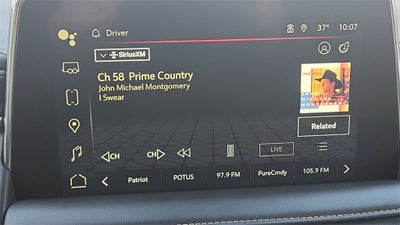 Driver
37°
10:07
SiriusXM
Ch 58 Prime Country
John Michael Montgomery
I Swear
Related
CH
CH
LIVE
Patriot
POTUS
97.9 FM
PureCmdy
105.9 FM